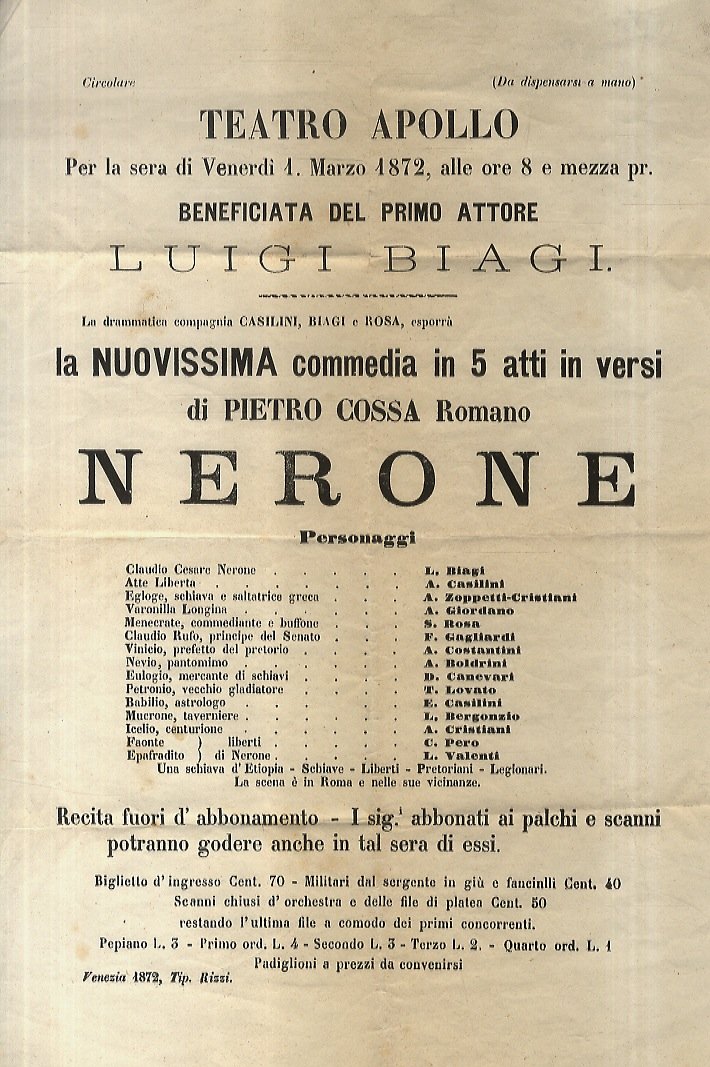 Circolare (Da dispensarsi a mano)
TEATRO APOLLO
Per la sera di Venerdì 1. Marzo 1872, alle ore 8 e mezza pr.
BENEFICIATA DEL PRIMO ATTORE
LUIGI BIAGI.
La drammatica compagnia CASILINI, BIAGI e ROSA, esporrà
la NUOVISSIMA commedia in 5 atti in versi
di PIETRO COSSA Romano
NERONE
Personaggi
Claudio Cesare Nerone . . . . . L. Biagi
Atte Liberta . . . . . . . A. Casilini
Egloge, schiava e saltatrice greca . . . A. Zoppetti-Cristiani
Varonilla Longina . . . . . . A. Giordano
Menecrate, commediante e buffone . . . S. Rosa
Claudio Rufo, principe del Senato . . . F. Gagliardi
Vinicio, prefetto del pretorio . . . . A. Costantini
Nevio, pantomimo . . . . . . A. Boldrini
Eulogio, mercante di schiavi . . . . D. Canevari
Petronio, vecchio gladiatore . . . . T. Lovato
Babilio, astrologo . . . . . . E. Casilini
Mucrone, taverniere . . . . . . L. Bergonzio
Icelio, centurione . . . . . . A. Cristiani
Faonte ) liberti . . . . . C. Pero
Epafradito ) di Nerone . . . . . L. Valenti
Una schiava d'Etiopia - Schiave - Liberti - Pretoriani - Legionari.
La scena è in Roma e nelle sue vicinanze.
Recita fuori d' abbonamento - I sig.i abbonati ai palchi e scanni
potranno godere anche in tal sera di essi.
Biglietto d'ingresso Cent. 70 - Militari dal sergente in giù e fanciulli Cent. 40
Scanni chiusi d'orchestra e delle file di platea Cent. 50
restando l'ultima file a comodo dei primi concorrenti.
Pepiano L. 3 - Primo ord. L. 4 - Secondo L. 3 - Terzo L. 2. - Quarto ord. L. 1
Padiglioni a prezzi da convenirsi
Venezia 1872, Tip. Rizzi.